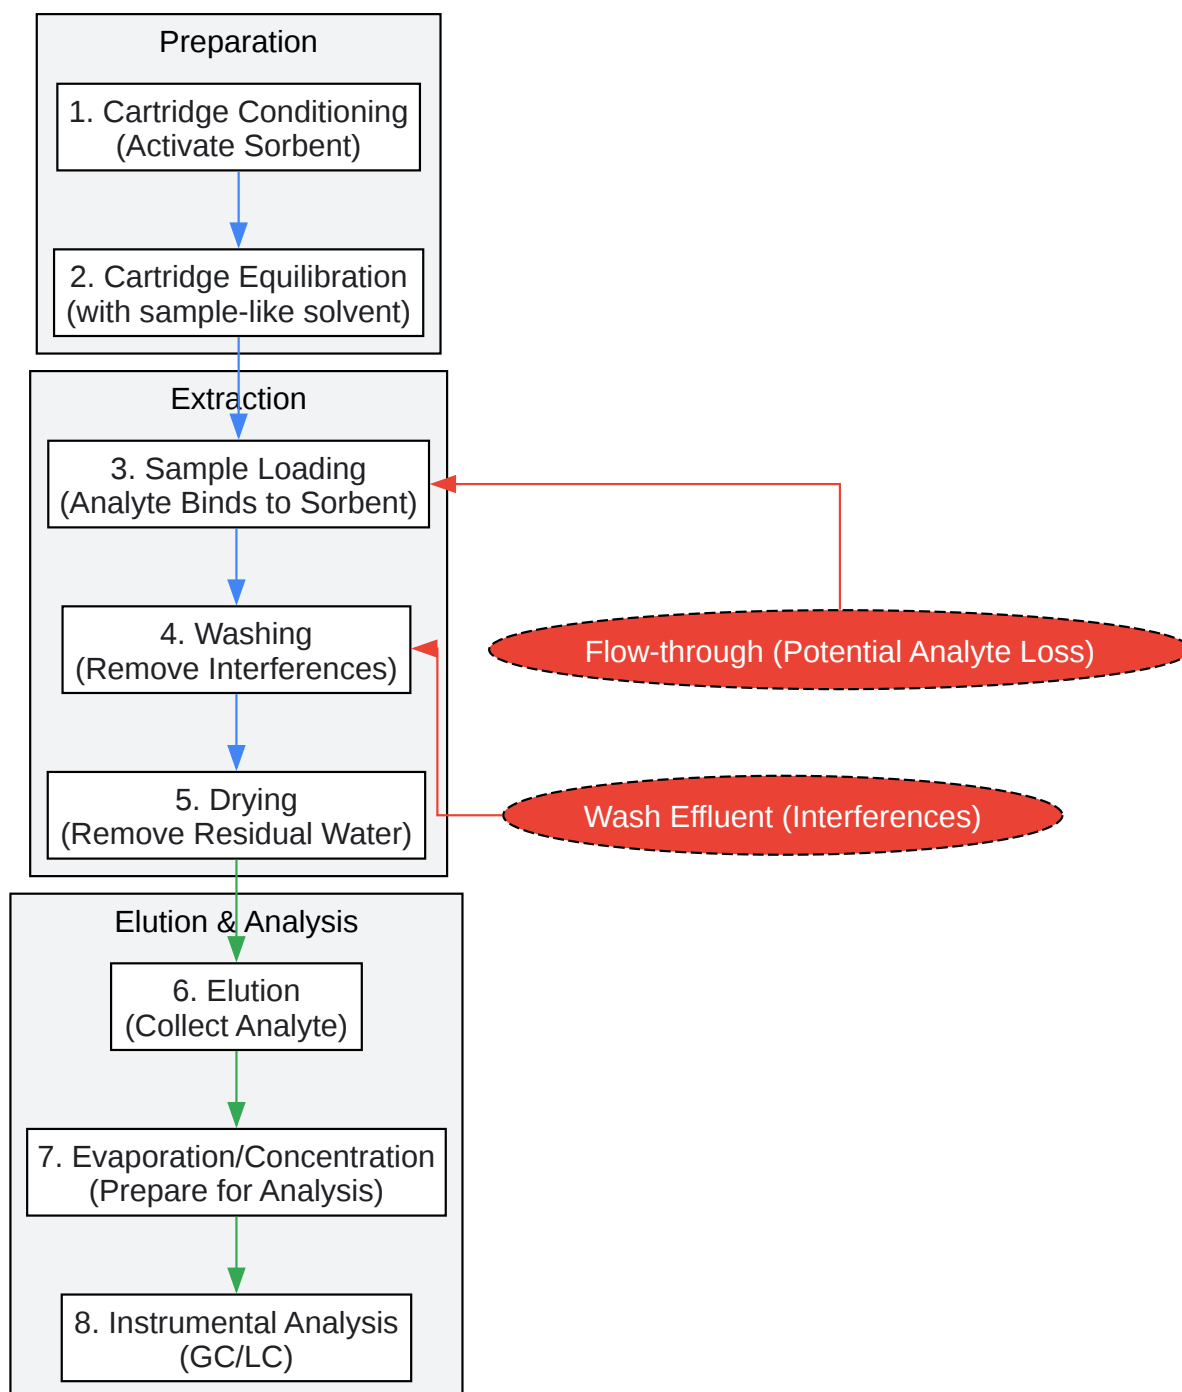 Preparation
1. Cartridge Conditioning
(Activate Sorbent)
2. Cartridge Equilibration
(with sample-like solvent)
Extraction
3. Sample Loading
(Analyte Binds to Sorbent)
4. Washing
(Remove Interferences)
Flow-through (Potential Analyte Loss)
5. Drying
(Remove Residual Water)
Wash Effluent (Interferences)
Elution & Analysis
6. Elution
(Collect Analyte)
7. Evaporation/Concentration
(Prepare for Analysis)
8. Instrumental Analysis
(GC/LC)